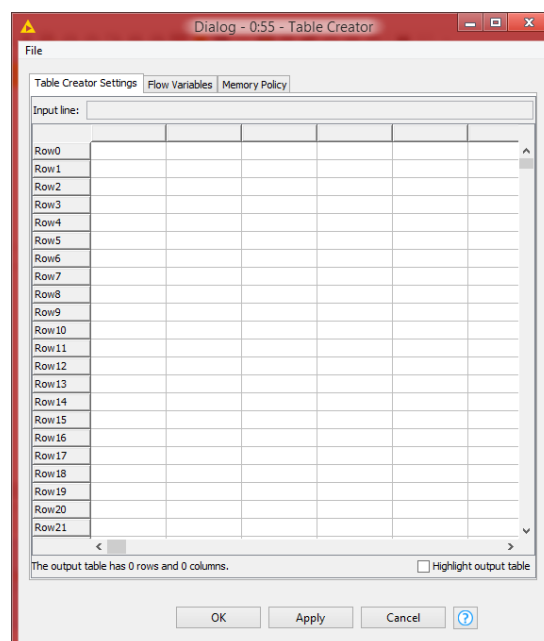 Dialog - 0:55 - Table Creator
File
Table Creator Settings Flow Variables Memory Policy
Input line:
Row0
Row1
Row2
Row3
Row4
Row5
Row6
Row7
Row8
Row9
Row10
Row11
Row12
Row13
Row14
Row15
Row16
Row17
Row18
Row19
Row20
Row21
The output table has 0 rows and 0 columns. Highlight output table
OK Apply Cancel ?